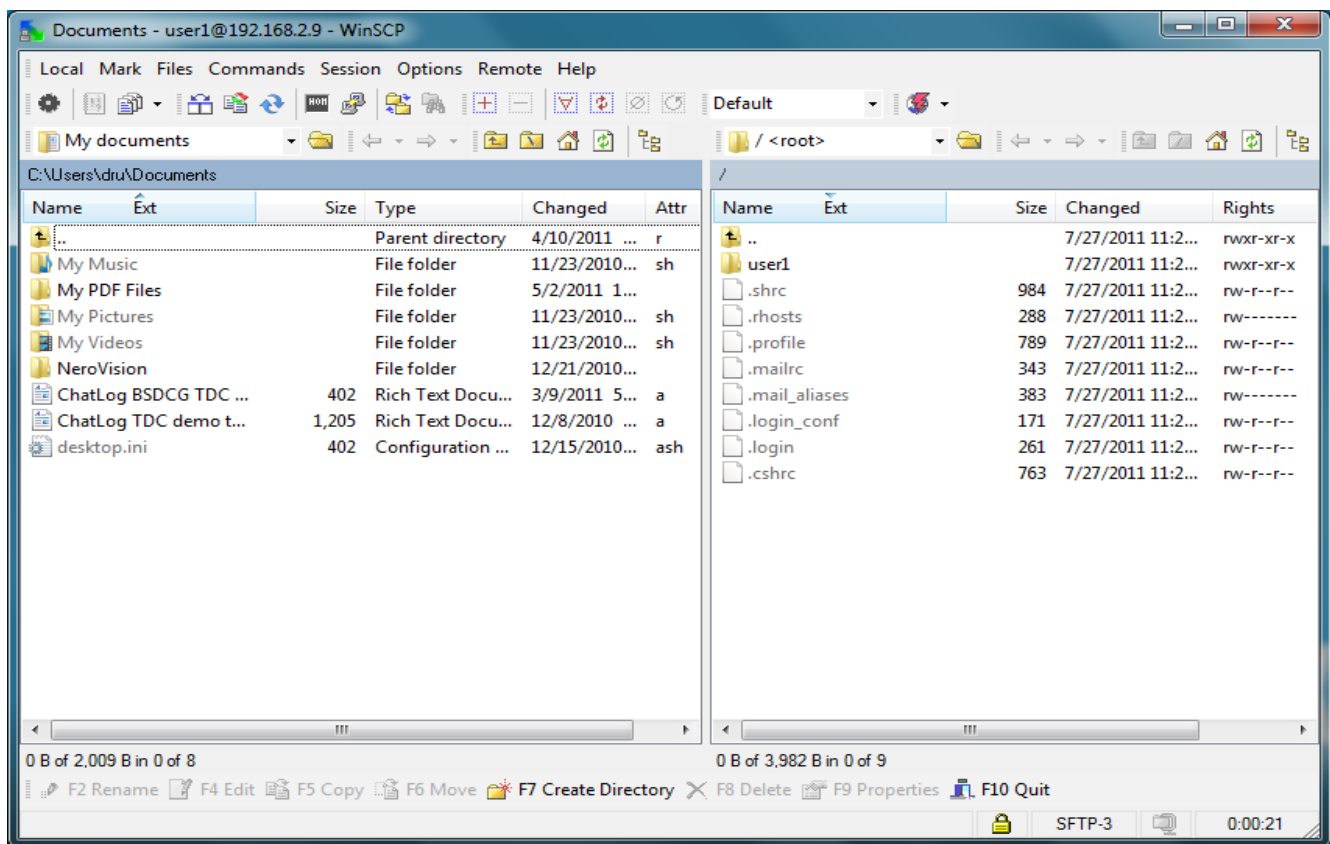 Documents - user1@192.168.2.9 - WinSCP
Local Mark Files Commands Session Options Remote Help
Default
My documents / <root>
C:\Users\dru\Documents /
Name Ext Size Type Changed Attr Name Ext Size Changed Rights
.. Parent directory 4/10/2011 ... r .. 7/27/2011 11:2... rwxr-xr-x
My Music File folder 11/23/2010... sh user1 7/27/2011 11:2... rwxr-xr-x
My PDF Files File folder 5/2/2011 1... .shrc 984 7/27/2011 11:2... rw-r--r--
My Pictures File folder 11/23/2010... sh .rhosts 288 7/27/2011 11:2... rw-------
My Videos File folder 11/23/2010... sh .profile 789 7/27/2011 11:2... rw-r--r--
NeroVision File folder 12/21/2010... .mailrc 343 7/27/2011 11:2... rw-r--r--
ChatLog BSDCG TDC ... 402 Rich Text Docu... 3/9/2011 5... a .mail_aliases 383 7/27/2011 11:2... rw-------
ChatLog TDC demo t... 1,205 Rich Text Docu... 12/8/2010 ... a .login_conf 171 7/27/2011 11:2... rw-r--r--
desktop.ini 402 Configuration ... 12/15/2010... ash .login 261 7/27/2011 11:2... rw-r--r--
.cshrc 763 7/27/2011 11:2... rw-r--r--
0 B of 2,009 B in 0 of 8 0 B of 3,982 B in 0 of 9
F2 Rename F4 Edit F5 Copy F6 Move F7 Create Directory F8 Delete F9 Properties F10 Quit
SFTP-3 0:00:21